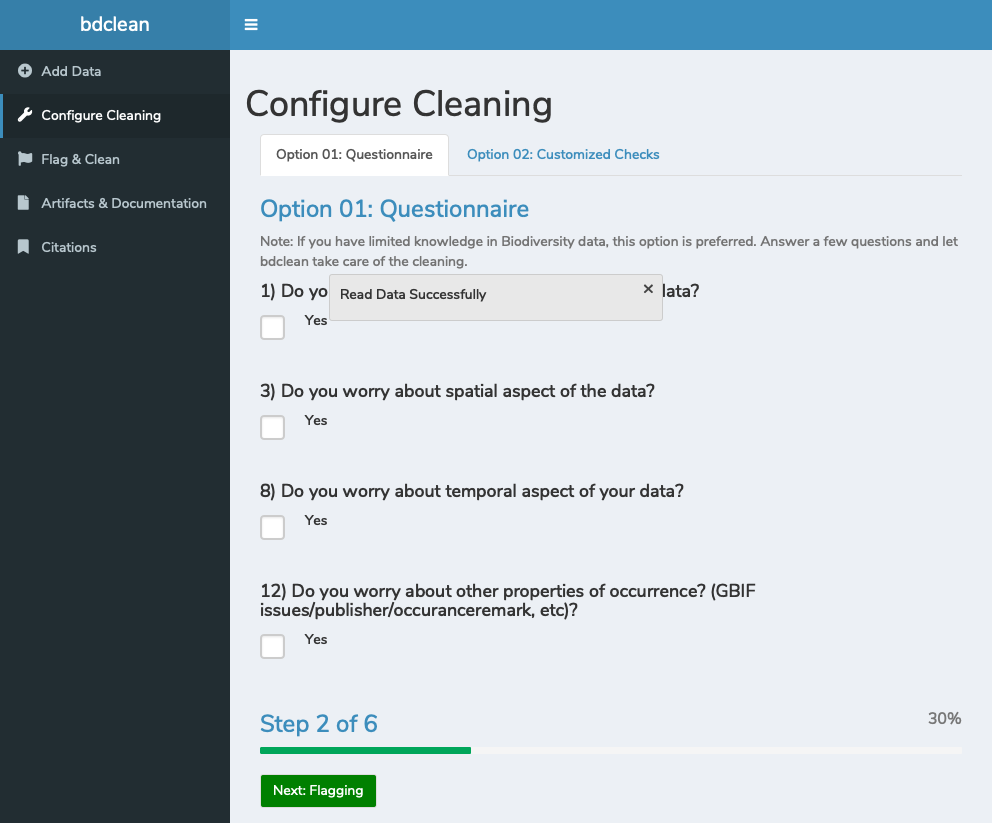 bdclean
Add Data
Configure Cleaning
Flag & Clean
Artifacts & Documentation
Citations
Configure Cleaning
Option 01: Questionnaire
Option 02: Customized Checks
Option 01: Questionnaire
Note: If you have limited knowledge in Biodiversity data, this option is preferred. Answer a few questions and let
bdclean take care of the cleaning.
1) Do yo data?
Read Data Successfully ×
Yes
3) Do you worry about spatial aspect of the data?
Yes
8) Do you worry about temporal aspect of your data?
Yes
12) Do you worry about other properties of occurrence? (GBIF
issues/publisher/occuranceremark, etc)?
Yes
Step 2 of 6
30%
Next: Flagging